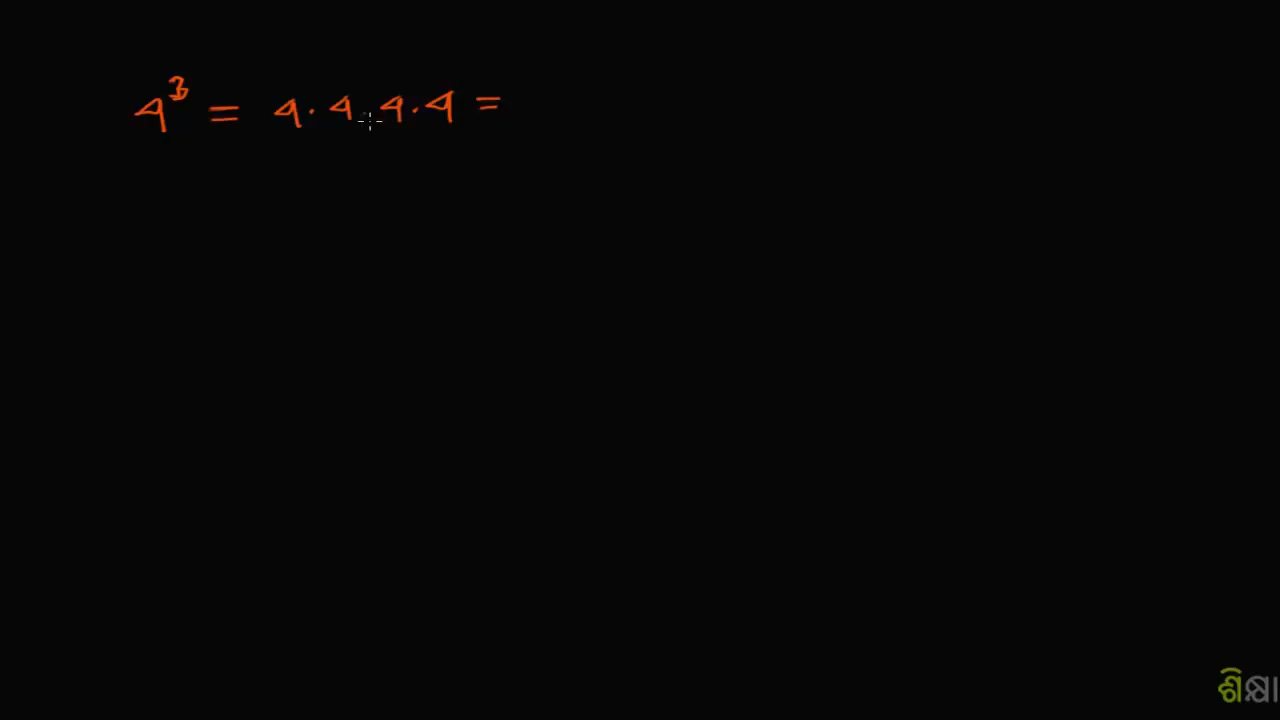 4³ = 4 · 4 . 4 · 4 =
ଶିକ୍ଷା